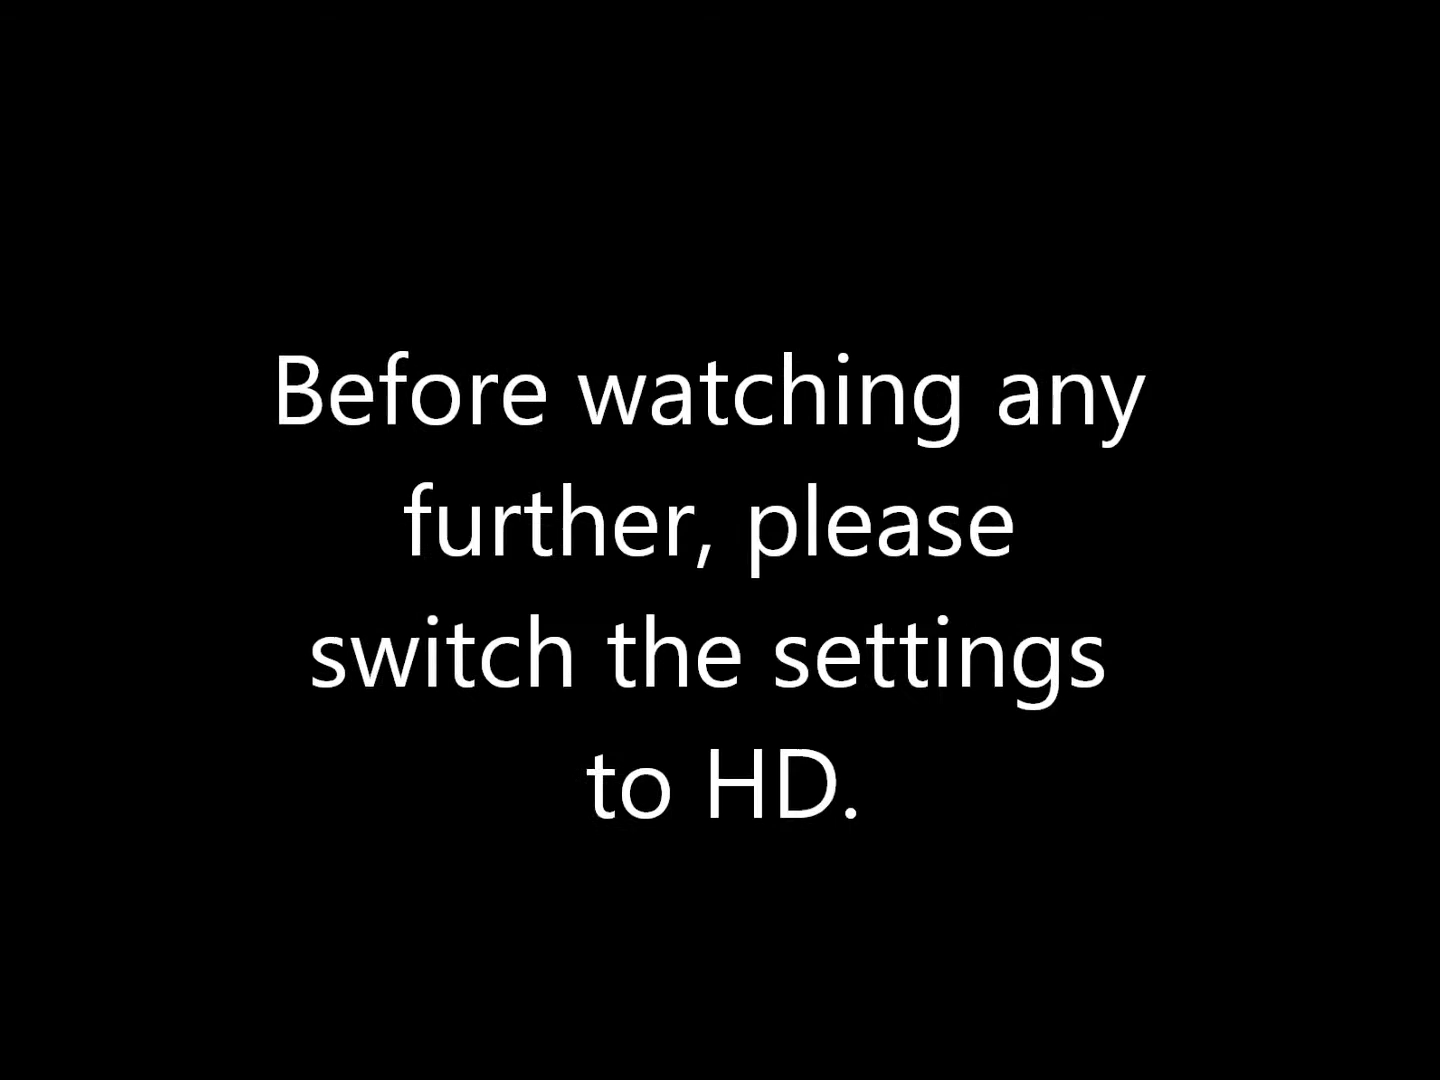 Before watching any
further, please
switch the settings
to HD.